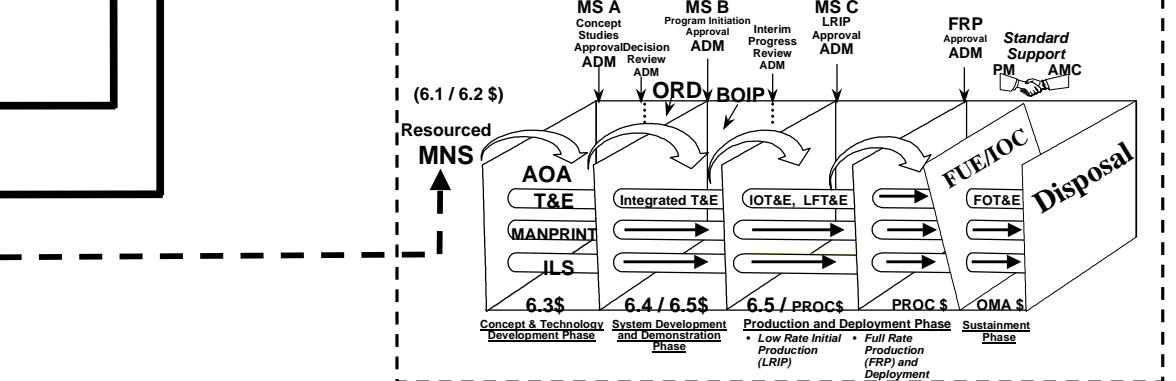 MS A
Concept
Studies
Approval
ADM
Decision
Review
ADM
MS B
Program Initiation
Approval
ADM
Interim
Progress
Review
ADM
MS C
LRIP
Approval
ADM
FRP
Approval
ADM
Standard
Support
PM AMC
(6.1 / 6.2 $)
ORD
BOIP
Resourced
MNS
AOA
T&E
Integrated T&E
IOT&E, LFT&E
FUE/IOC
FOT&E
Disposal
MANPRINT
ILS
6.3$
6.4 / 6.5$
6.5 / PROC$
PROC $
OMA $
Concept & Technology
Development Phase
System Development
and Demonstration
Phase
Production and Deployment Phase
• Low Rate Initial
Production
(LRIP)
• Full Rate
Production
(FRP) and
Deployment
Sustainment
Phase